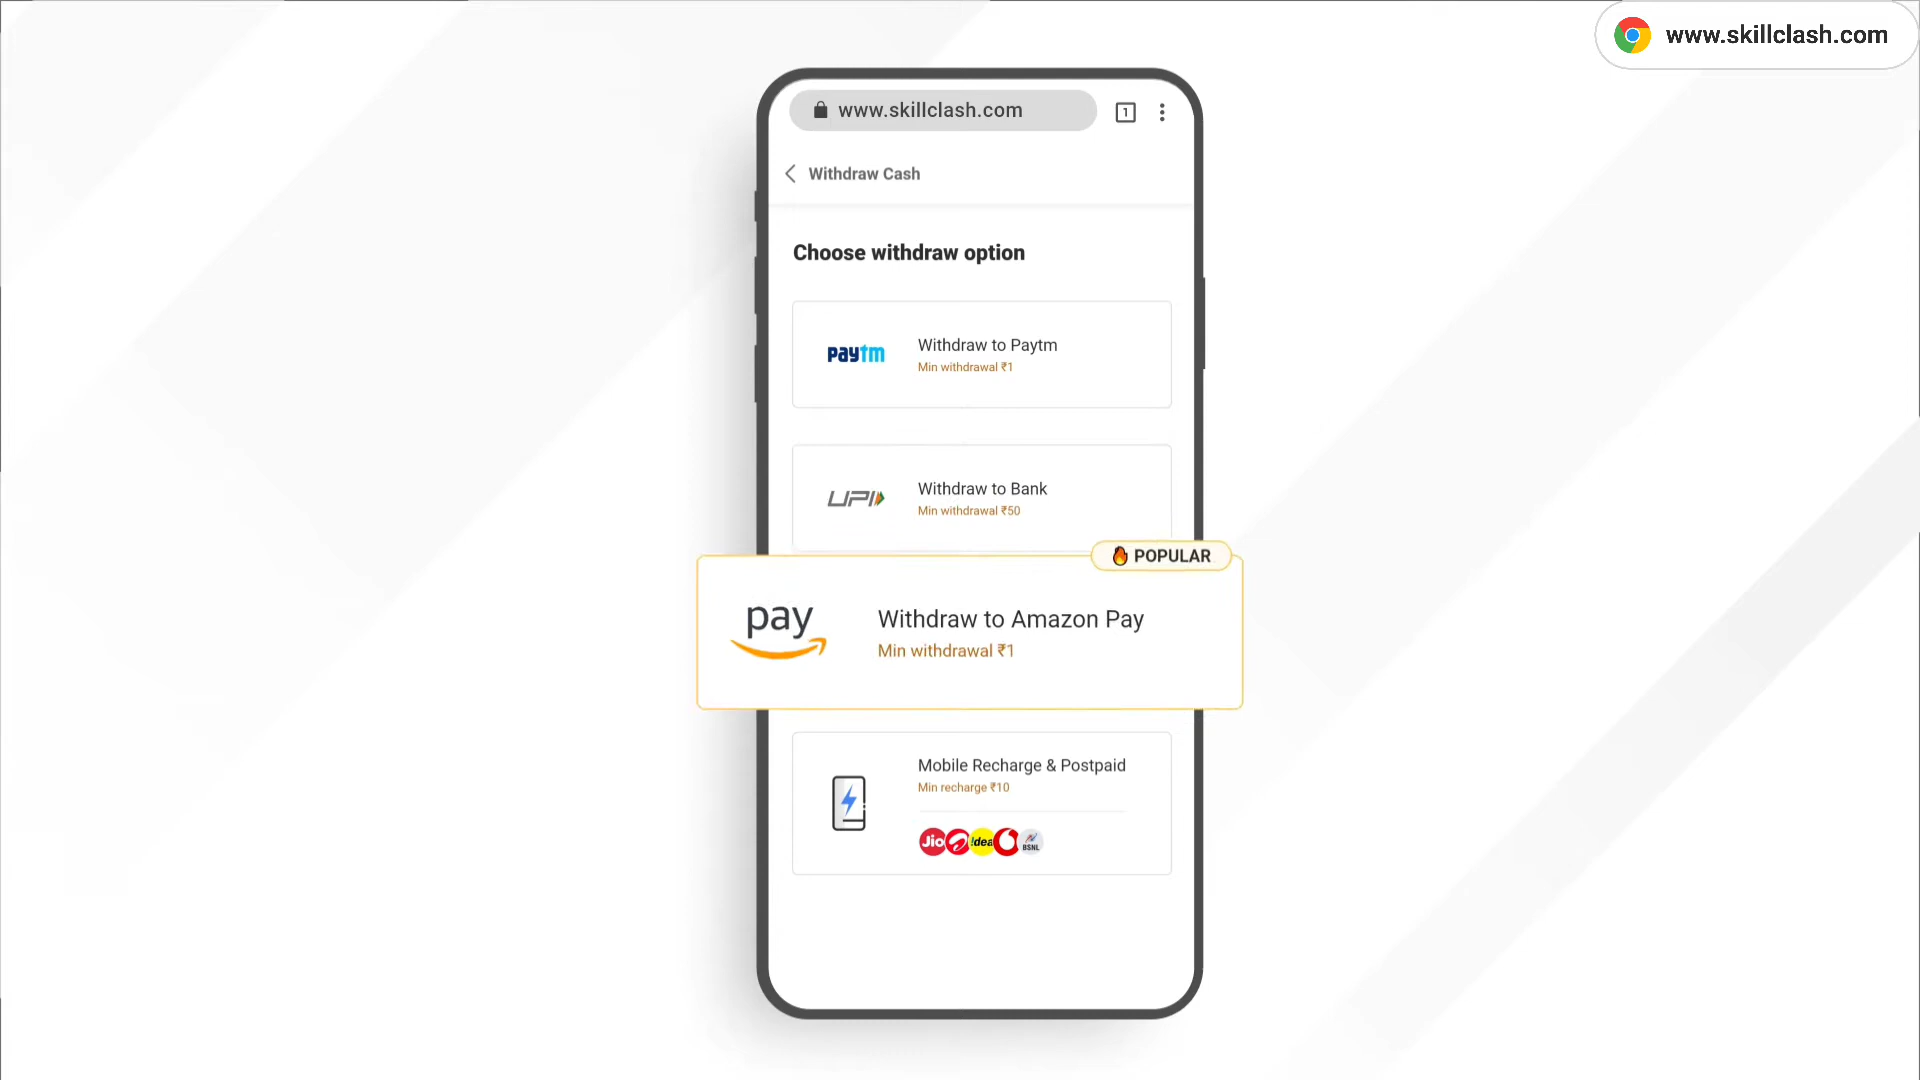 www.skillclash.com
www.skillclash.com
1
Withdraw Cash
Choose withdraw option
paytm
Withdraw to Paytm
Min withdrawal ₹1
UPI
Withdraw to Bank
Min withdrawal ₹50
POPULAR
pay
Withdraw to Amazon Pay
Min withdrawal ₹1
Mobile Recharge & Postpaid
Min recharge ₹10
Jio
!dea
BSNL